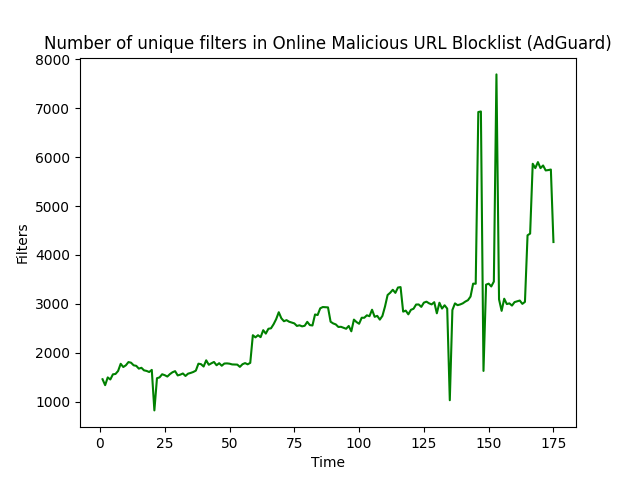 Number of unique filters in Online Malicious URL Blocklist (AdGuard)
8000
7000
6000
5000
4000
3000
2000
1000
Filters
0 25 50 75 100 125 150 175
Time